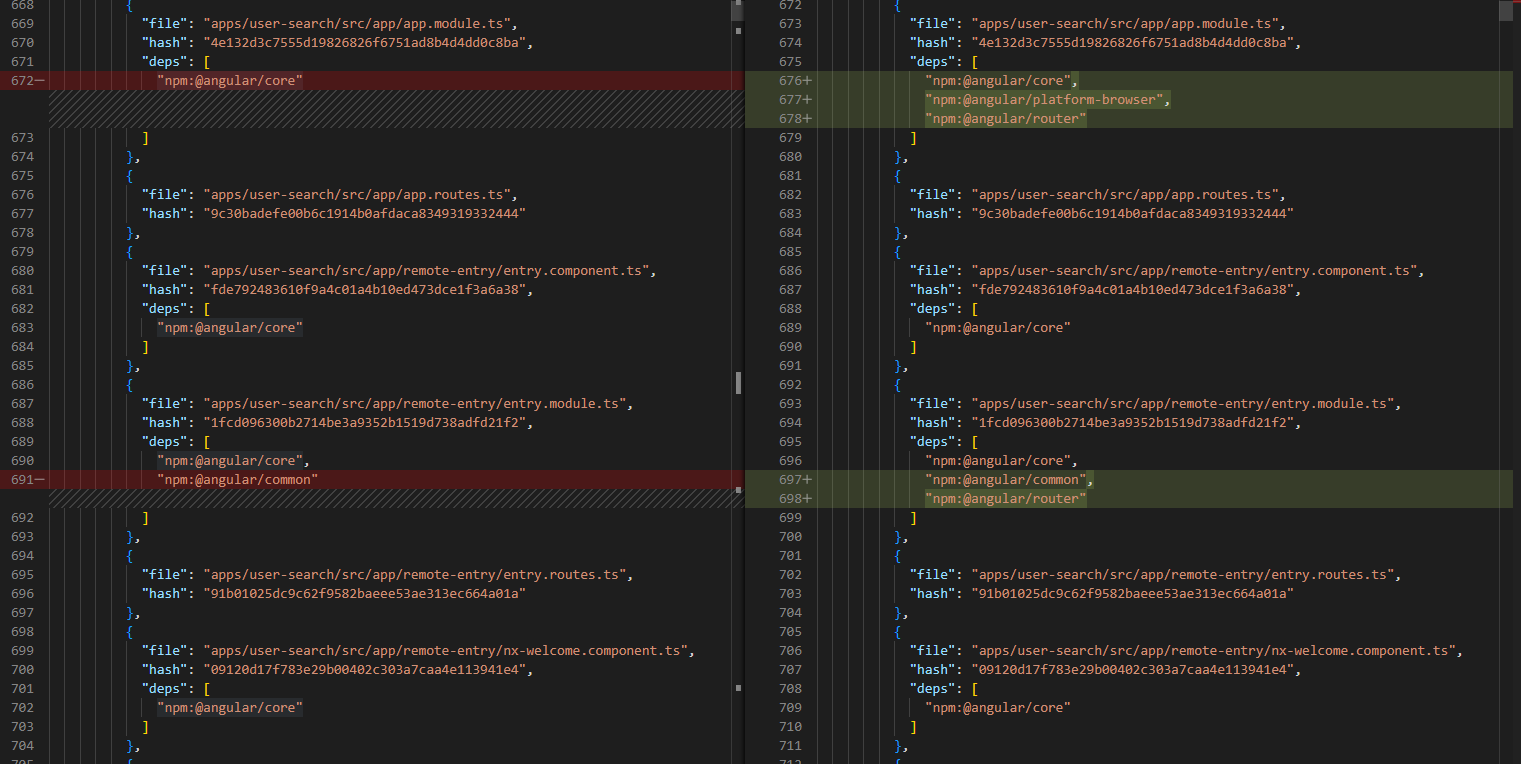 668 {
669 "file": "apps/user-search/src/app/app.module.ts",
670 "hash": "4e132d3c7555d19826826f6751ad8b4d4dd0c8ba",
671 "deps": [
672— "npm:@angular/core"
673 ]
674 },
675 {
676 "file": "apps/user-search/src/app/app.routes.ts",
677 "hash": "9c30badefe00b6c1914b0afdaca8349319332444"
678 },
679 {
680 "file": "apps/user-search/src/app/remote-entry/entry.component.ts",
681 "hash": "fde792483610f9a4c01a4b10ed473dce1f3a6a38",
682 "deps": [
683 "npm:@angular/core"
684 ]
685 },
686 {
687 "file": "apps/user-search/src/app/remote-entry/entry.module.ts",
688 "hash": "1fcd096300b2714be3a9352b1519d738adfd21f2",
689 "deps": [
690 "npm:@angular/core",
691— "npm:@angular/common"
692 ]
693 },
694 {
695 "file": "apps/user-search/src/app/remote-entry/entry.routes.ts",
696 "hash": "91b01025dc9c62f9582baeee53ae313ec664a01a"
697 },
698 {
699 "file": "apps/user-search/src/app/remote-entry/nx-welcome.component.ts",
700 "hash": "09120d17f783e29b00402c303a7caa4e113941e4",
701 "deps": [
702 "npm:@angular/core"
703 ]
704 },
705 {
672 {
673 "file": "apps/user-search/src/app/app.module.ts",
674 "hash": "4e132d3c7555d19826826f6751ad8b4d4dd0c8ba",
675 "deps": [
676+ "npm:@angular/core",
677+ "npm:@angular/platform-browser",
678+ "npm:@angular/router"
679 ]
680 },
681 {
682 "file": "apps/user-search/src/app/app.routes.ts",
683 "hash": "9c30badefe00b6c1914b0afdaca8349319332444"
684 },
685 {
686 "file": "apps/user-search/src/app/remote-entry/entry.component.ts",
687 "hash": "fde792483610f9a4c01a4b10ed473dce1f3a6a38",
688 "deps": [
689 "npm:@angular/core"
690 ]
691 },
692 {
693 "file": "apps/user-search/src/app/remote-entry/entry.module.ts",
694 "hash": "1fcd096300b2714be3a9352b1519d738adfd21f2",
695 "deps": [
696 "npm:@angular/core",
697+ "npm:@angular/common",
698+ "npm:@angular/router"
699 ]
700 },
701 {
702 "file": "apps/user-search/src/app/remote-entry/entry.routes.ts",
703 "hash": "91b01025dc9c62f9582baeee53ae313ec664a01a"
704 },
705 {
706 "file": "apps/user-search/src/app/remote-entry/nx-welcome.component.ts",
707 "hash": "09120d17f783e29b00402c303a7caa4e113941e4",
708 "deps": [
709 "npm:@angular/core"
710 ]
711 },
712 {